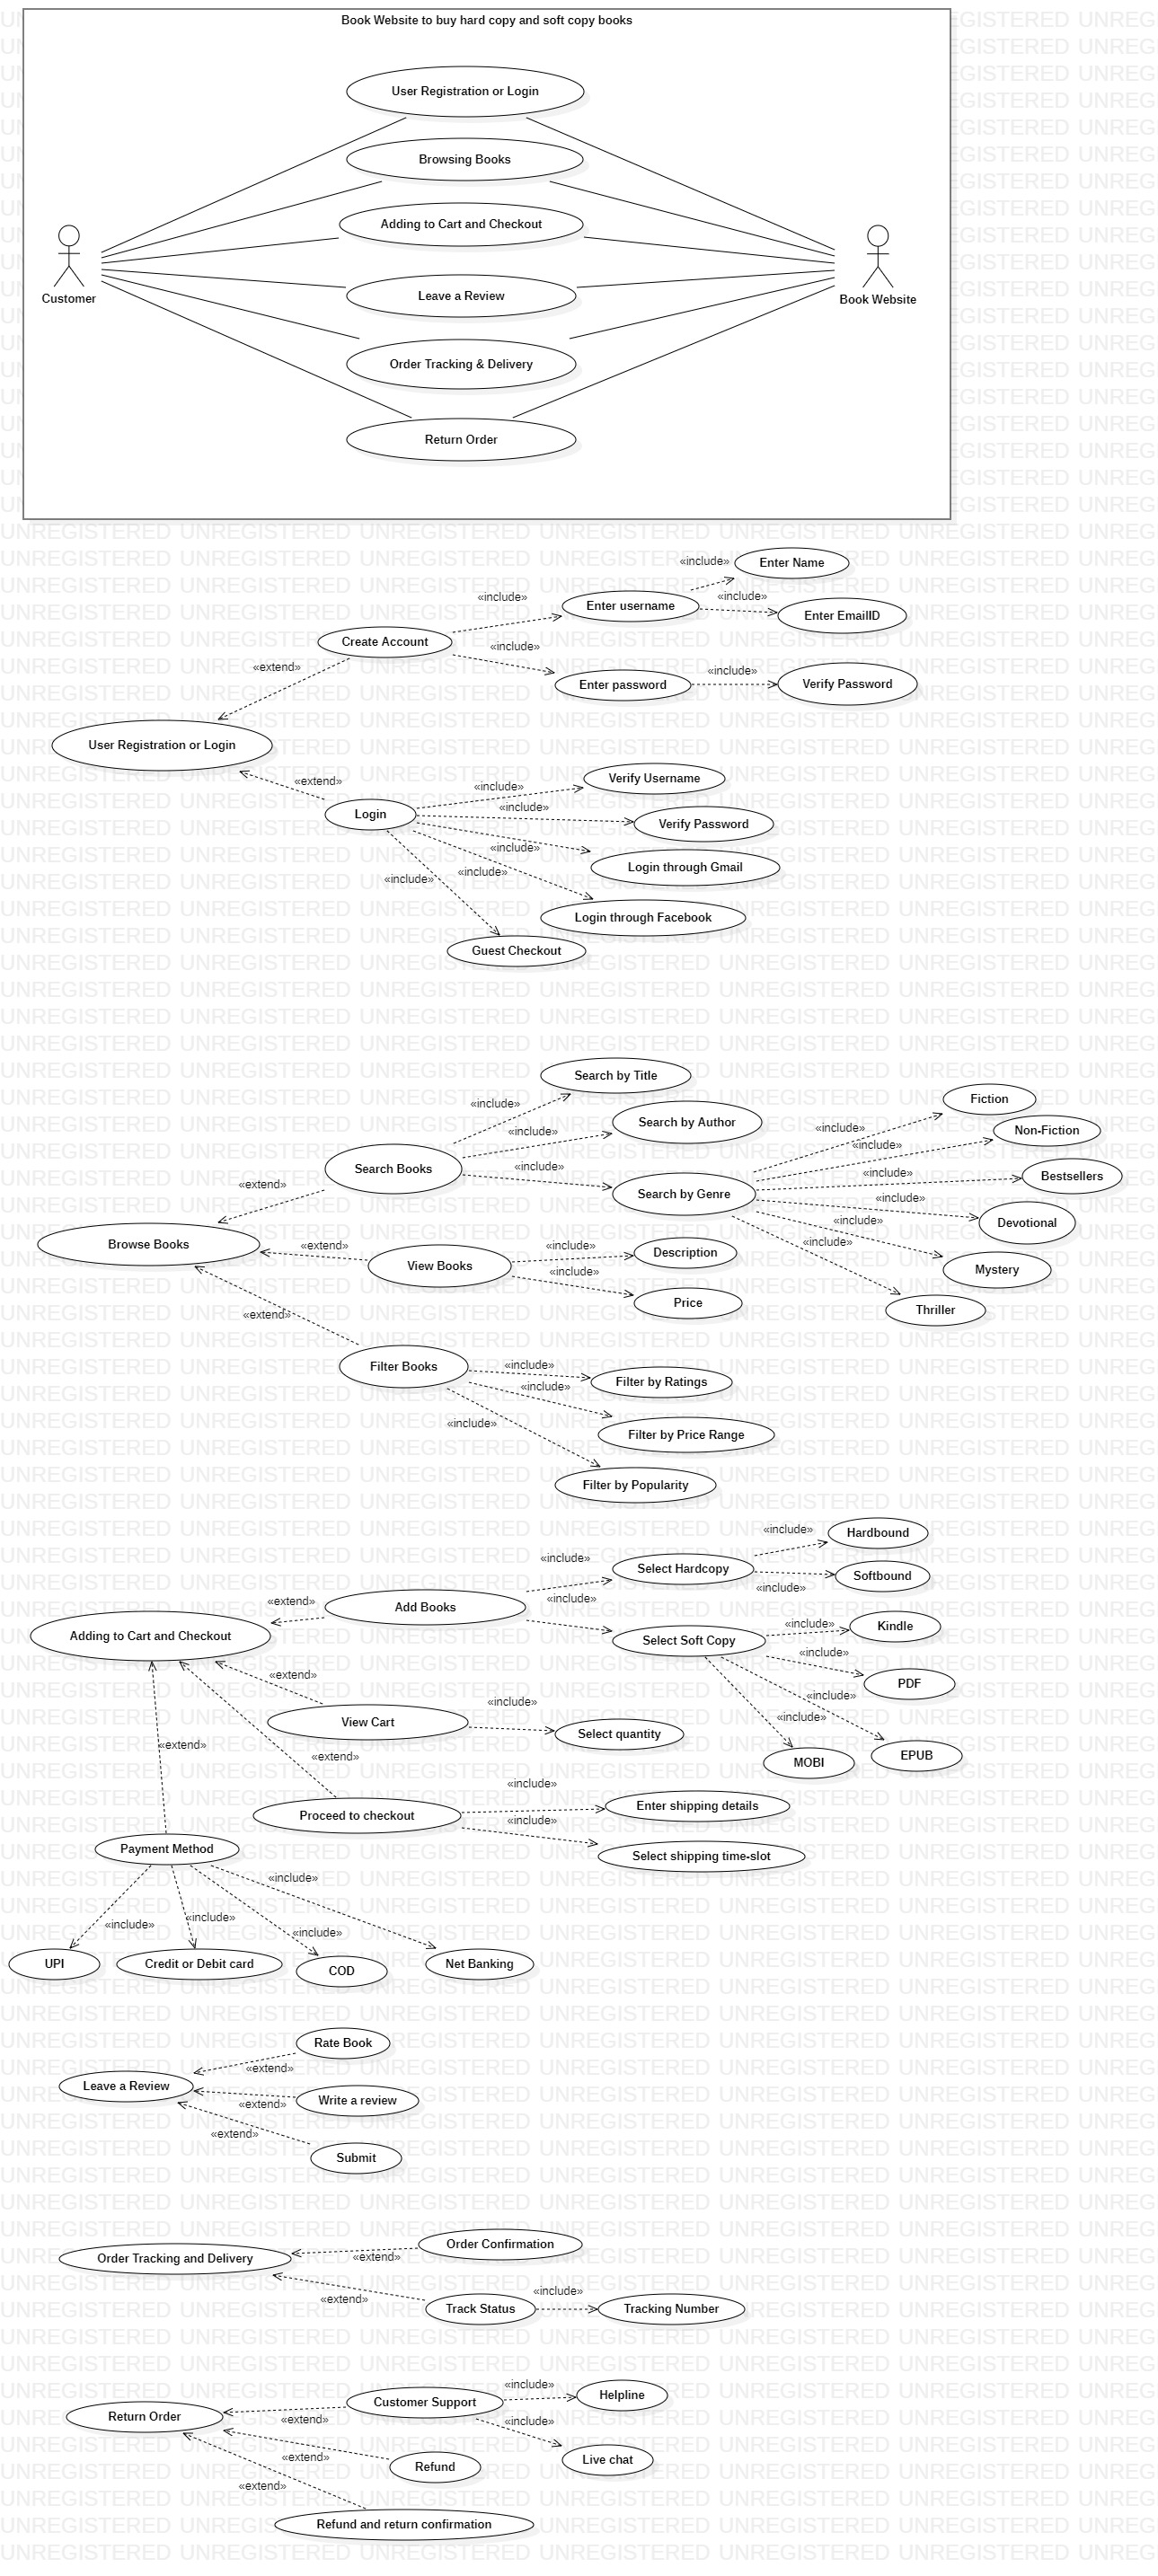 Book Website to buy hard copy and soft copy books
User Registration or Login
Browsing Books
Adding to Cart and Checkout
Customer
Book Website
Leave a Review
Order Tracking & Delivery
Return Order
UNREGISTERED UNREGISTERED UNREGISTERED UNREGISTERED UNREGISTERED UNREGISTERED UNREG
«include»
Enter Name
«include»
«include»
Enter username
Enter EmailID
Create Account
«include»
«extend»
Enter password
«include»
Verify Password
User Registration or Login
«extend»
Login
«include»
Verify Username
«include»
Verify Password
«include»
Login through Gmail
«include»
Login through Facebook
«include»
Guest Checkout
Search by Title
«include»
Search by Author
«include»
Search Books
«include»
Search by Genre
«include»
Fiction
«include»
Non-Fiction
«include»
Bestsellers
«include»
Devotional
«include»
Mystery
«include»
Thriller
«extend»
Browse Books
«extend»
View Books
«include»
Description
«include»
Price
«extend»
Filter Books
«include»
Filter by Ratings
«include»
Filter by Price Range
«include»
Filter by Popularity
«include»
Hardbound
«include»
Select Hardcopy
«include»
Softbound
«extend»
Add Books
«include»
Adding to Cart and Checkout
Select Soft Copy
«include»
Kindle
«include»
PDF
«include»
EPUB
«include»
MOBI
«extend»
View Cart
«include»
Select quantity
«extend»
«extend»
Proceed to checkout
«include»
Enter shipping details
«include»
Select shipping time-slot
Payment Method
«include»
«include»
«include»
«include»
UPI
Credit or Debit card
COD
Net Banking
Rate Book
«extend»
Leave a Review
Write a review
«extend»
«extend»
Submit
Order Confirmation
Order Tracking and Delivery
«extend»
«extend»
Track Status
«include»
Tracking Number
«include»
Helpline
Customer Support
Return Order
«extend»
«include»
Live chat
«extend»
Refund
«extend»
Refund and return confirmation